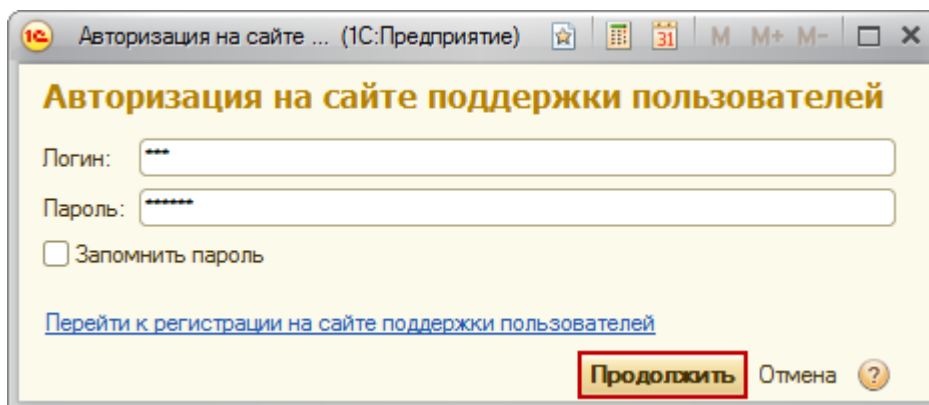 1С Авторизация на сайте ... (1С:Предприятие) 31 M M+ M-
Авторизация на сайте поддержки пользователей
Логин: ***
Пароль: ******
Запомнить пароль
Перейти к регистрации на сайте поддержки пользователей
Продолжить Отмена ?